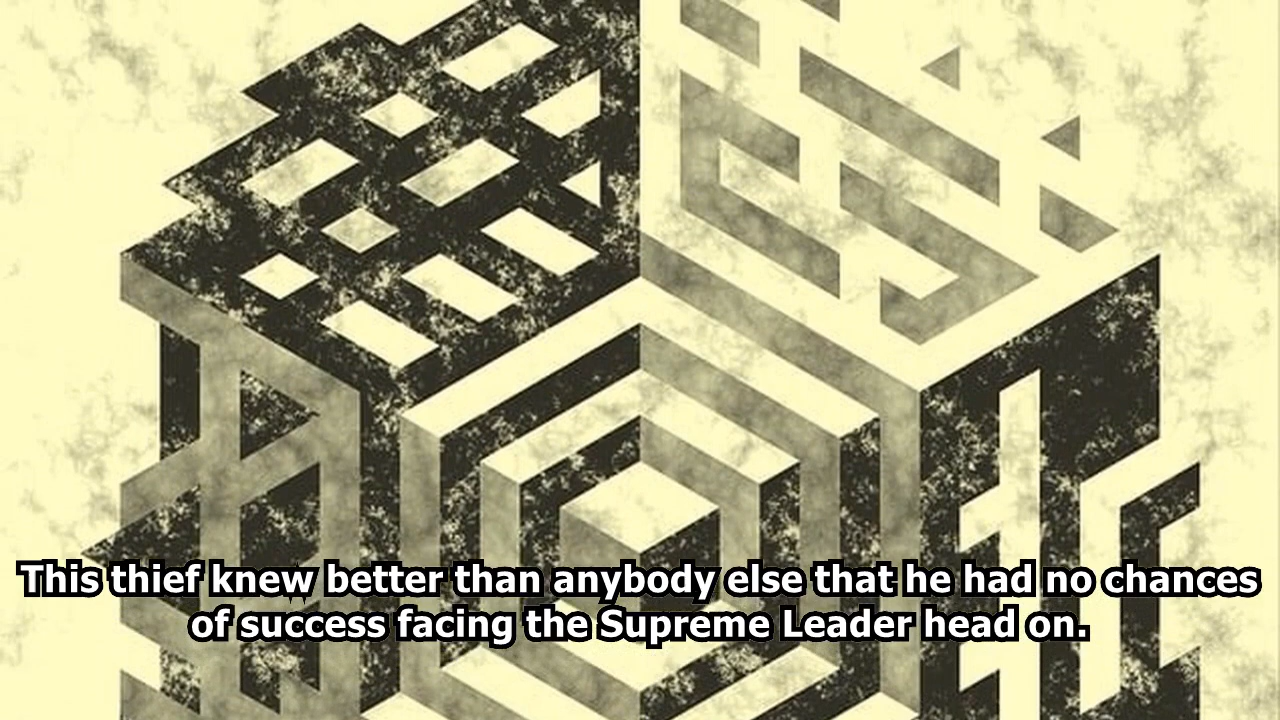 This thief knew better than anybody else that he had no chances
of success facing the Supreme Leader head on.